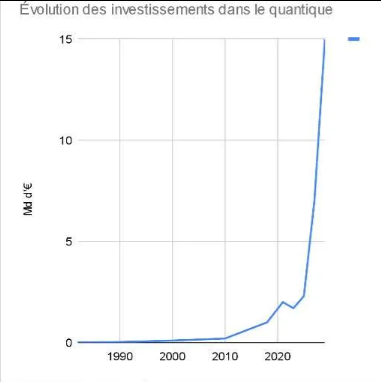 Évolution des investissements dans le quantique
15
10
Md d'€
5
0
1990 2000 2010 2020